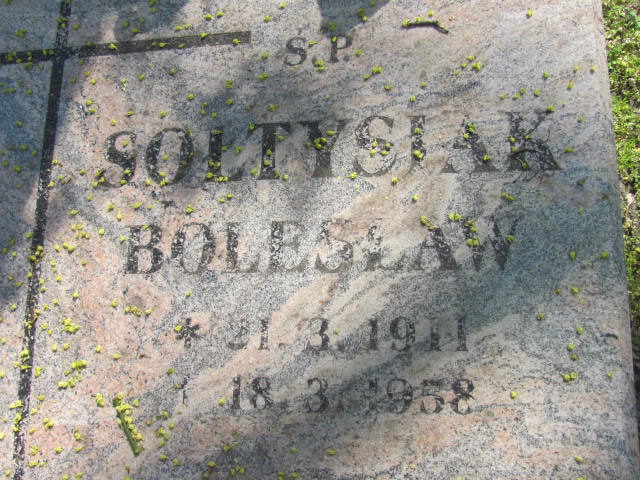 Ś.P.
SOŁTYSIAK
BOLESŁAW
* 21.3.1911
† 18.3.1958